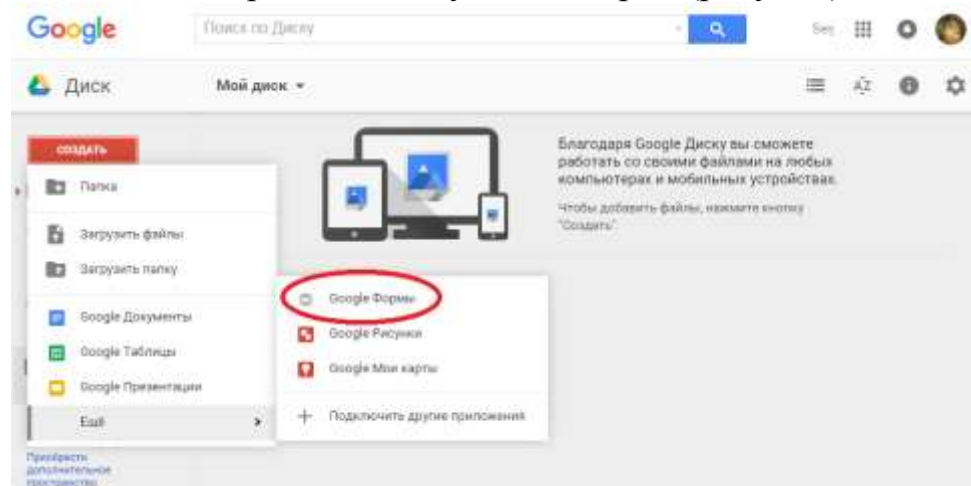 Google
Поиск по Диску
Диск
Мой диск
СОЗДАТЬ
Папка
Загрузить файлы
Загрузить папку
Google Документы
Google Таблицы
Google Презентации
Ещё
Google Формы
Google Рисунки
Google Мои карты
Подключить другие приложения
Благодаря Google Диску вы сможете
работать со своими файлами на любых
компьютерах и мобильных устройствах.
Чтобы добавить файлы, нажмите кнопку
"Создать".
Приобрести
дополнительное
пространство